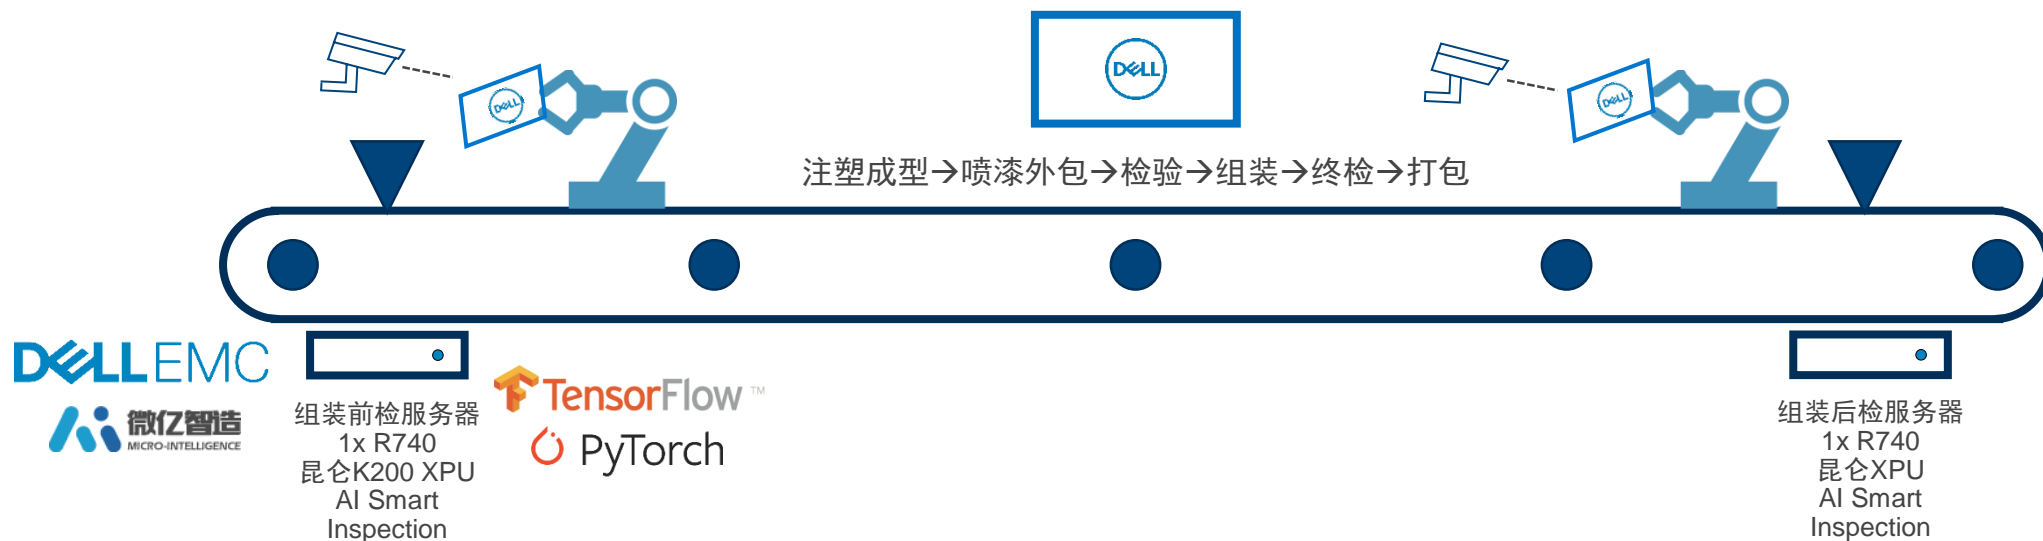 DELL
DELL
DELL
注塑成型→喷漆外包→检验→组装→终检→打包
DELL EMC
微亿智造
MICRO-INTELLIGENCE
组装前检服务器
1x R740
昆仑K200 XPU
AI Smart
Inspection
TensorFlow™
PyTorch
组装后检服务器
1x R740
昆仑XPU
AI Smart
Inspection